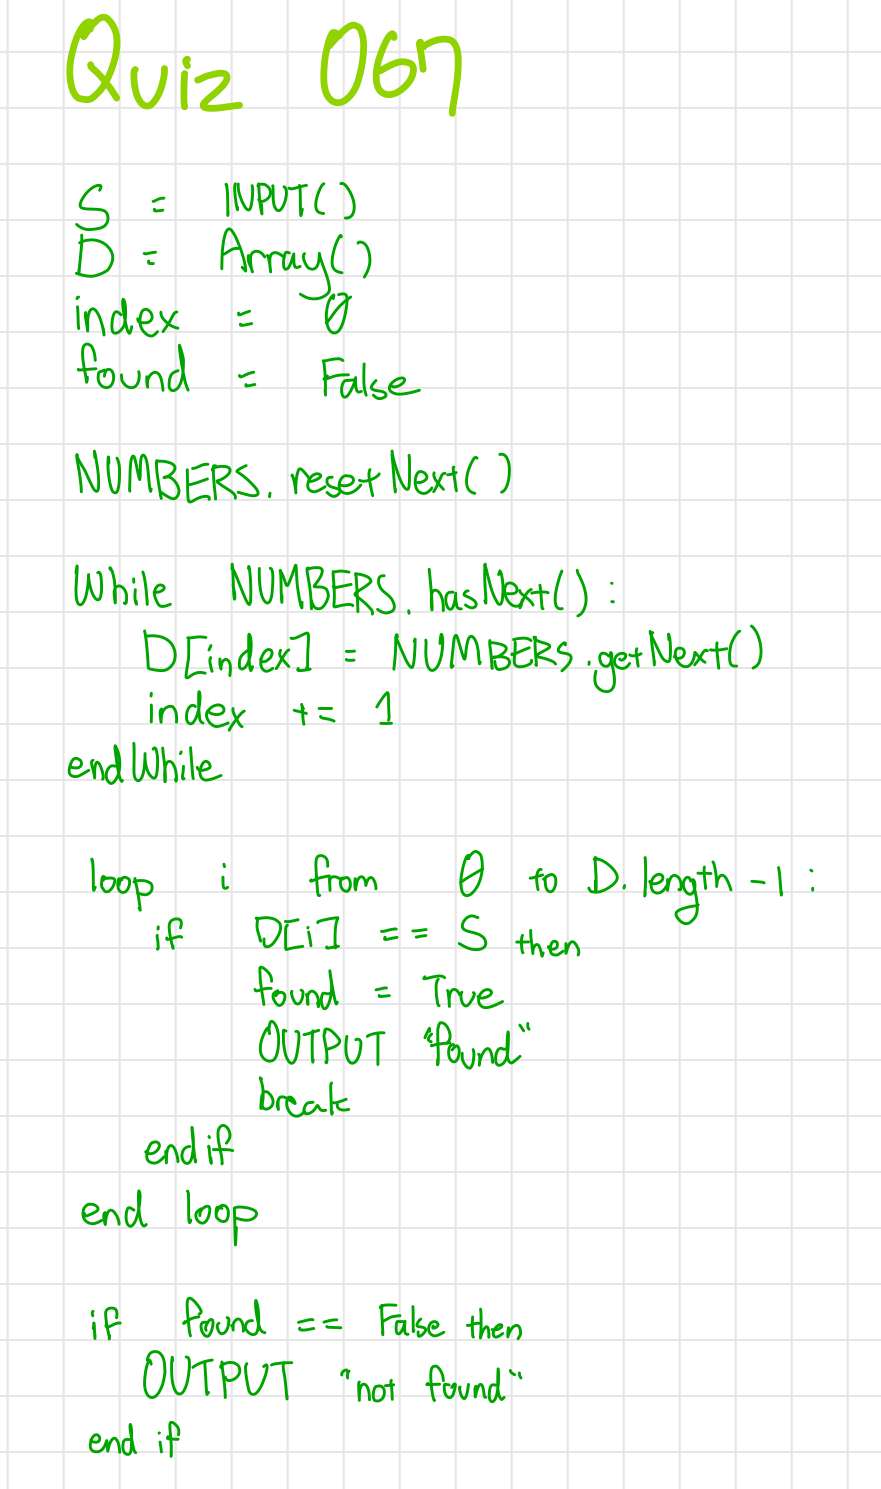 Quiz 067
S = INPUT()
D = Array()
index = 0
found = False
NUMBERS.resetNext()
While NUMBERS.hasNext():
D[index] = NUMBERS.getNext()
index += 1
endWhile
loop i from 0 to D.length-1:
if D[i] == S then
found = True
OUTPUT "found"
break
endif
end loop
if found == False then
OUTPUT "not found"
end if